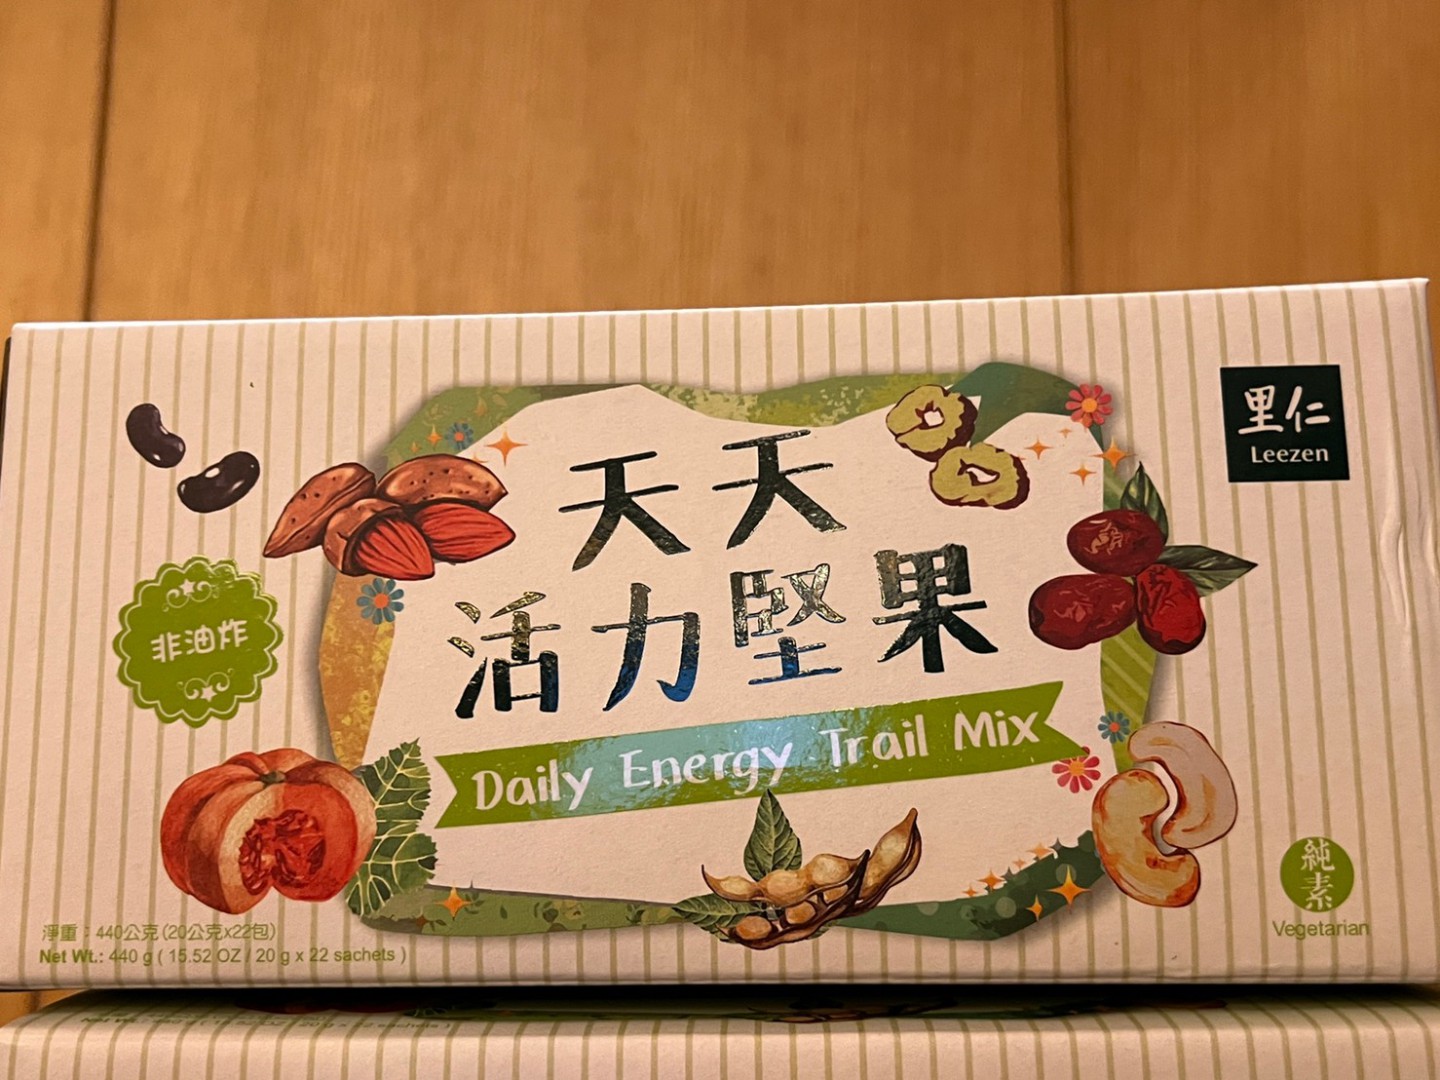 里仁
Leezen
天天
活力堅果
Daily Energy Trail Mix
非油炸
純素
Vegetarian
淨重：440公克(20公克x22包)
Net Wt.: 440 g ( 15.52 OZ / 20 g x 22 sachets )